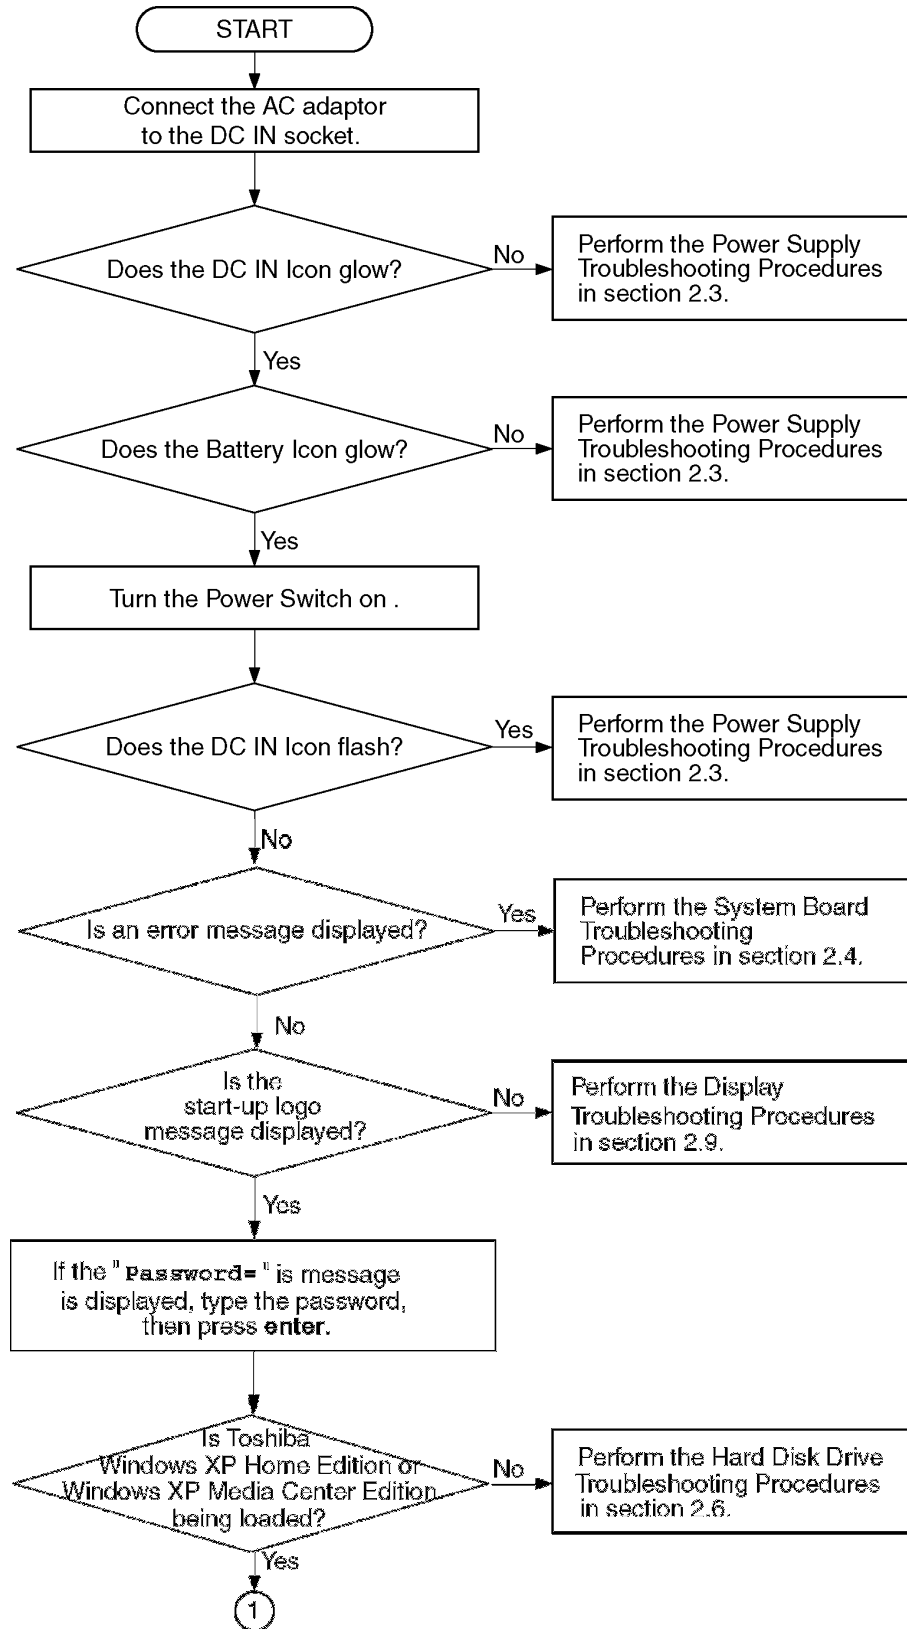 START
Connect the AC adaptor
to the DC IN socket.
Does the DC IN Icon glow?
No
Perform the Power Supply
Troubleshooting Procedures
in section 2.3.
Yes
Does the Battery Icon glow?
No
Perform the Power Supply
Troubleshooting Procedures
in section 2.3.
Yes
Turn the Power Switch on .
Does the DC IN Icon flash?
Yes
Perform the Power Supply
Troubleshooting Procedures
in section 2.3.
No
Is an error message displayed?
Yes
Perform the System Board
Troubleshooting
Procedures in section 2.4.
No
Is the
start-up logo
message displayed?
No
Perform the Display
Troubleshooting Procedures
in section 2.9.
Yes
If the "Password=" is message
is displayed, type the password,
then press enter.
Is Toshiba
Windows XP Home Edition or
Windows XP Media Center Edition
being loaded?
No
Perform the Hard Disk Drive
Troubleshooting Procedures
in section 2.6.
Yes
1